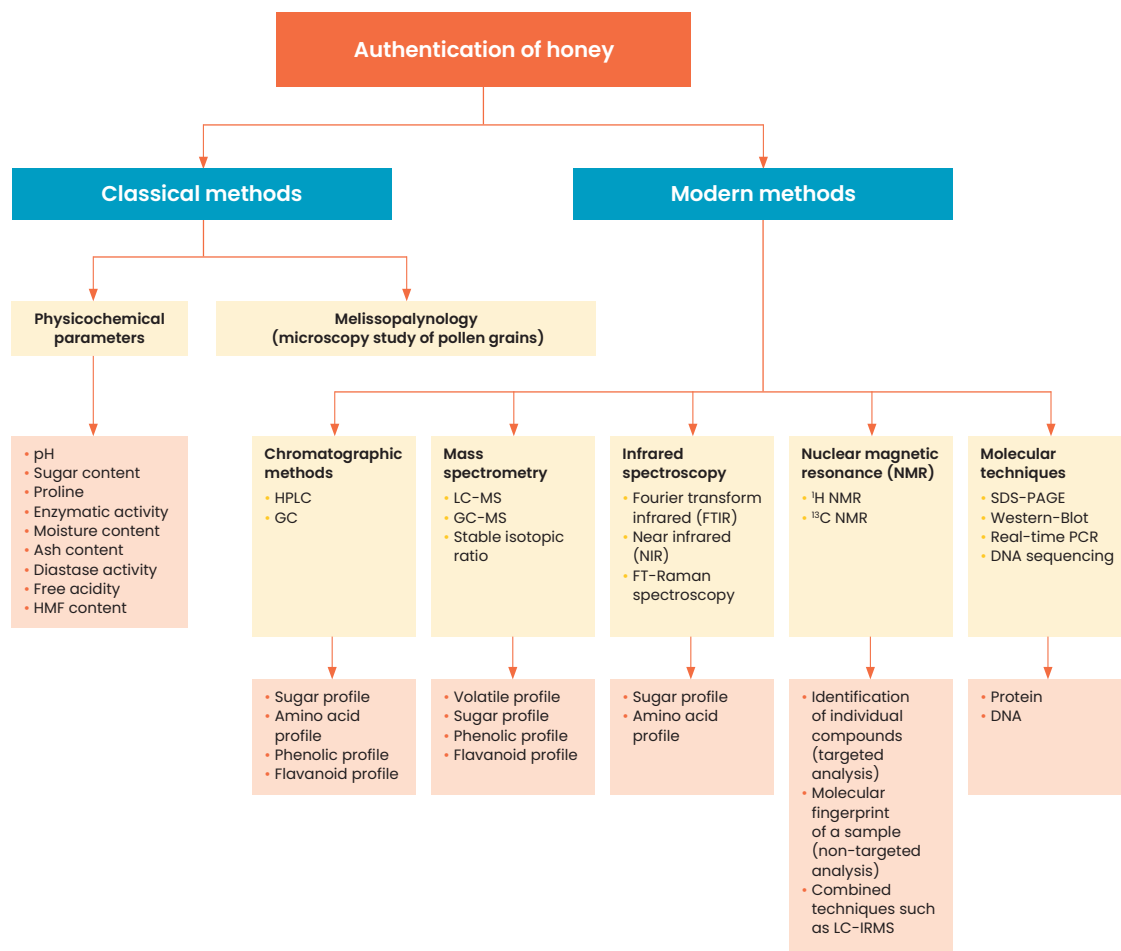 Authentication of honey
Classical methods
Modern methods
Physicochemical
parameters
Melissopalynology
(microscopy study of pollen grains)
• pH
• Sugar content
• Proline
• Enzymatic activity
• Moisture content
• Ash content
• Diastase activity
• Free acidity
• HMF content
Chromatographic
methods
• HPLC
• GC
Mass
spectrometry
• LC-MS
• GC-MS
• Stable isotopic
ratio
Infrared
spectroscopy
• Fourier transform
infrared (FTIR)
• Near infrared
(NIR)
• FT-Raman
spectroscopy
Nuclear magnetic
resonance (NMR)
• ¹H NMR
• ¹³C NMR
Molecular
techniques
• SDS-PAGE
• Western-Blot
• Real-time PCR
• DNA sequencing
• Sugar profile
• Amino acid
profile
• Phenolic profile
• Flavanoid profile
• Volatile profile
• Sugar profile
• Phenolic profile
• Flavanoid profile
• Sugar profile
• Amino acid
profile
• Identification
of individual
compounds
(targeted
analysis)
• Molecular
fingerprint
of a sample
(non-targeted
analysis)
• Combined
techniques such
as LC-IRMS
• Protein
• DNA